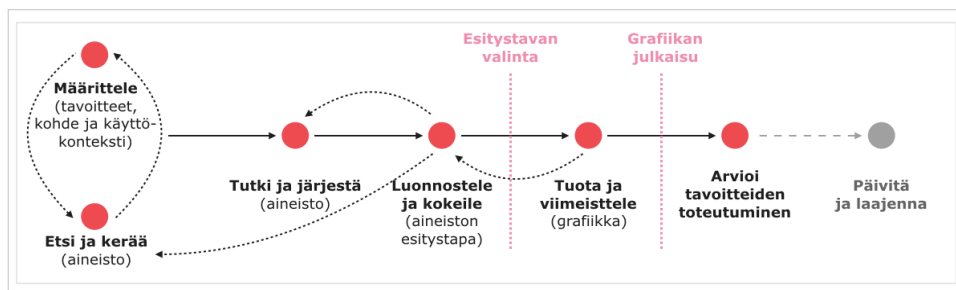 Esitystavan
valinta
Grafiikan
julkaisu
Määrittele
(tavoitteet,
kohde ja käyttö-
konteksti)
Etsi ja kerää
(aineisto)
Tutki ja järjestä
(aineisto)
Luonnostele
ja kokeile
(aineiston
esitystapa)
Tuota ja
viimeisttele
(grafiikka)
Arvioi
tavoitteiden
toteutuminen
Päivitä
ja laajenna